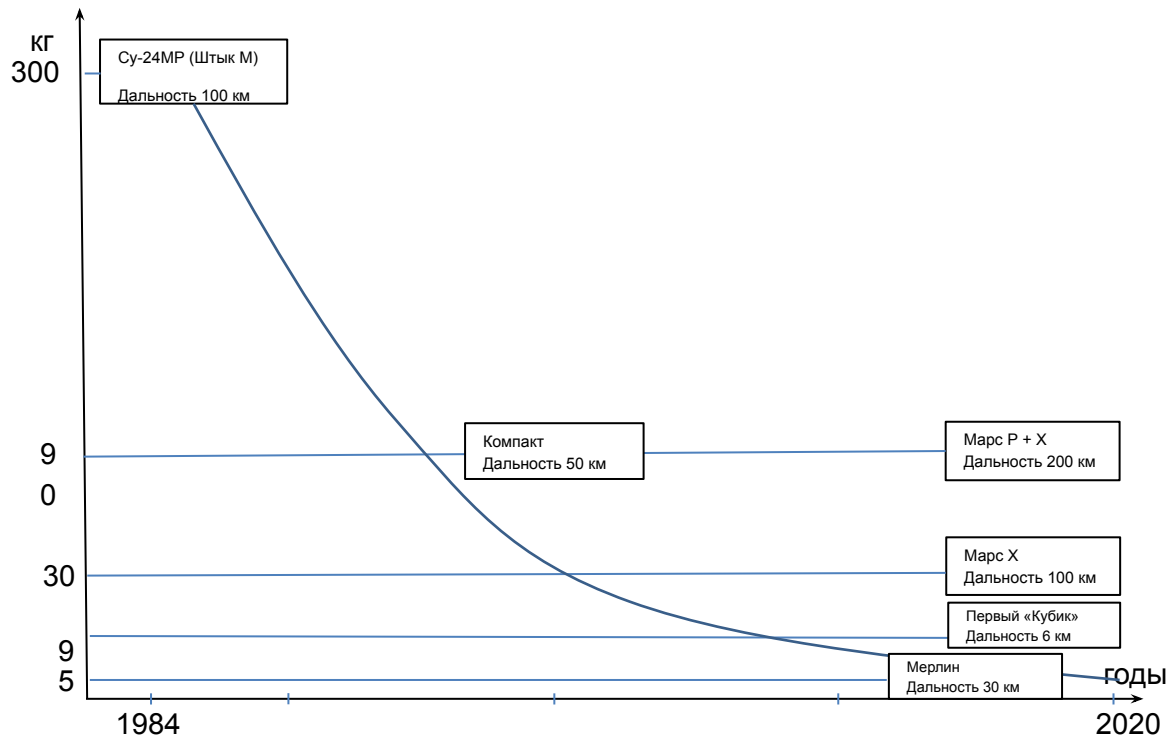 кг
300
Су-24МР (Штык М)
Дальность 100 км
9
0
Компакт
Дальность 50 км
Марс Р + Х
Дальность 200 км
30
Марс Х
Дальность 100 км
Первый «Кубик»
Дальность 6 км
9
5
Мерлин
Дальность 30 км
годы
1984
2020